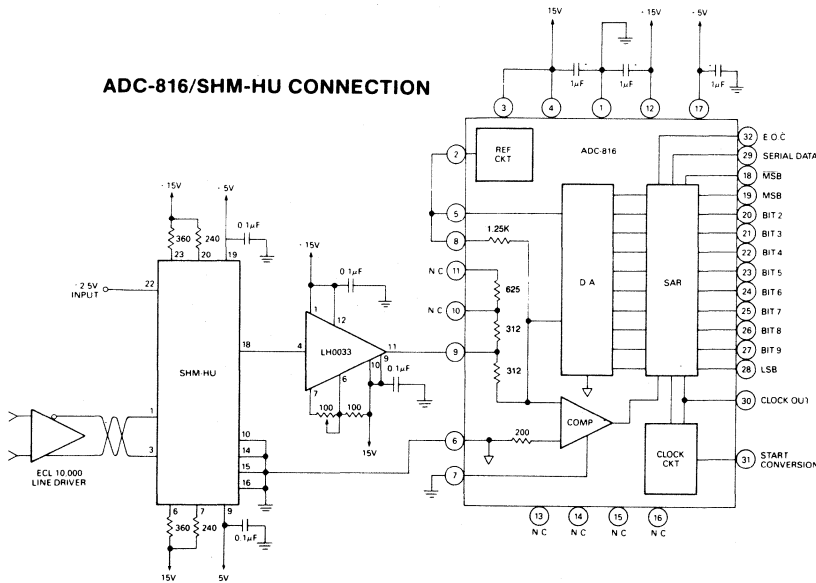 ADC-816/SHM-HU CONNECTION
15V
· 15V
· 5V
1µF
1µF
1µF
3
4
1
12
17
REF
CKT
ADC-816
2
5
8
1.25K
N C
11
625
N C
10
312
9
312
D A
SAR
COMP
200
6
7
CLOCK
CKT
32 E O C
29 SERIAL DATA
18 MSB
19 MSB
20 BIT 2
21 BIT 3
22 BIT 4
23 BIT 5
24 BIT 6
25 BIT 7
26 BIT 8
27 BIT 9
28 LSB
30 CLOCK OUT
31 START
CONVERSION
13
14
15
16
N C
N C
N C
N C
· 15V
· 5V
0 1µF
360
240
23
20
19
· 2 5V
INPUT
22
SHM-HU
18
1
3
10
14
15
16
6
7
9
360
240
0.1µF
15V
5V
ECL 10.000
LINE DRIVER
· 15V
0 1µF
1
12
4
LH0033
11
9
10
6
7
0.1µF
100
100
15V